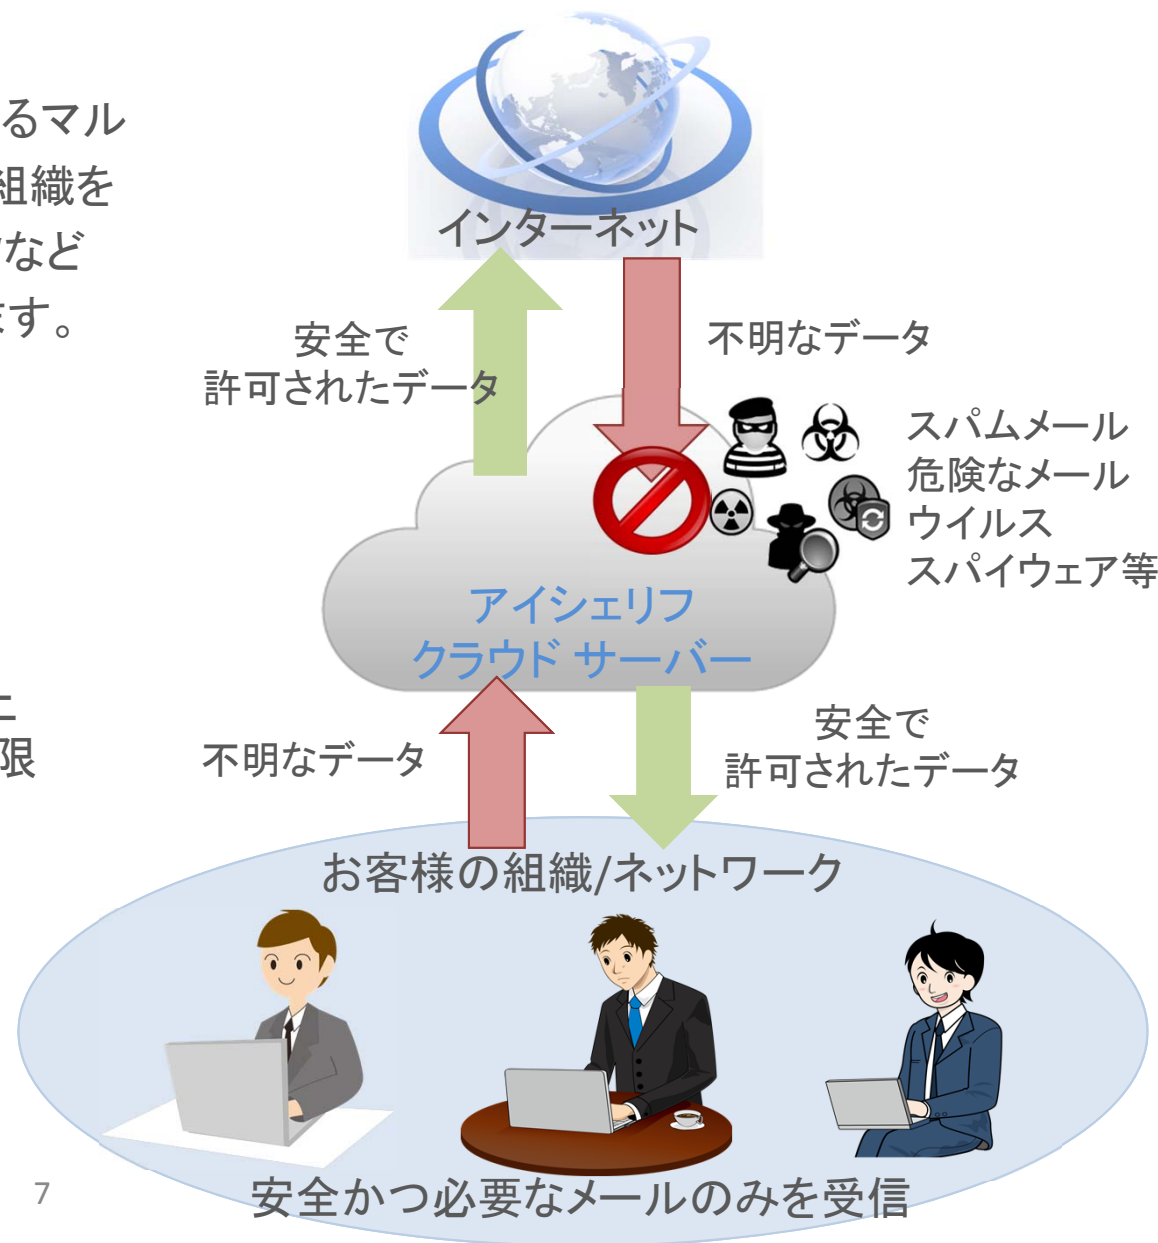 るマル
組織を
など
ます。
限
インターネット
安全で
許可されたデータ
不明なデータ
スパムメール
危険なメール
ウイルス
スパイウェア等
アイシェリフ
クラウド サーバー
不明なデータ
安全で
許可されたデータ
お客様の組織/ネットワーク
安全かつ必要なメールのみを受信
7